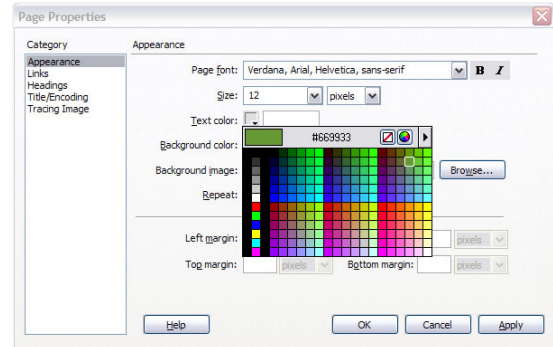 Page Properties
Category
Appearance
Links
Headings
Title/Encoding
Tracing Image
Appearance
Page font: Verdana, Arial, Helvetica, sans-serif B I
Size: 12 pixels
Text color:
#669933
Background color:
Background image: Browse...
Repeat:
Left margin: pixels
Top margin: pixels Bottom margin: pixels
Help OK Cancel Apply